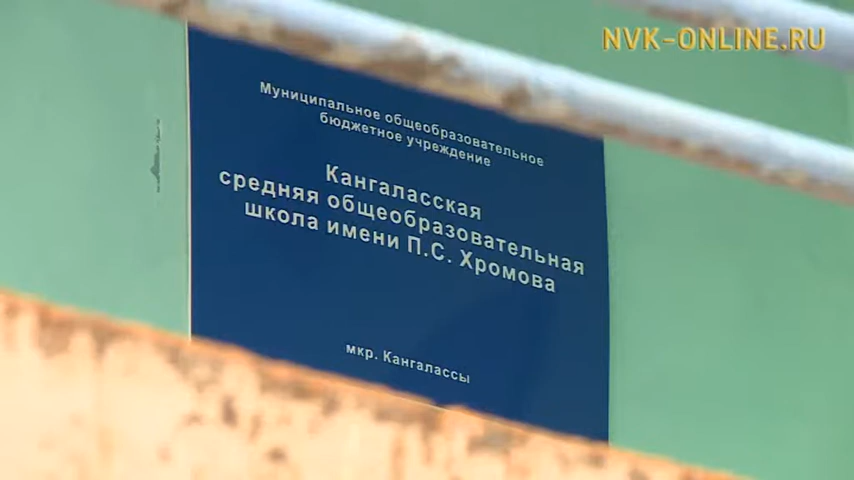 NVK-ONLINE.RU
Муниципальное общеобразовательное
бюджетное учреждение
Кангаласская
средняя общеобразовательная
школа имени П.С. Хромова
мкр. Кангалассы